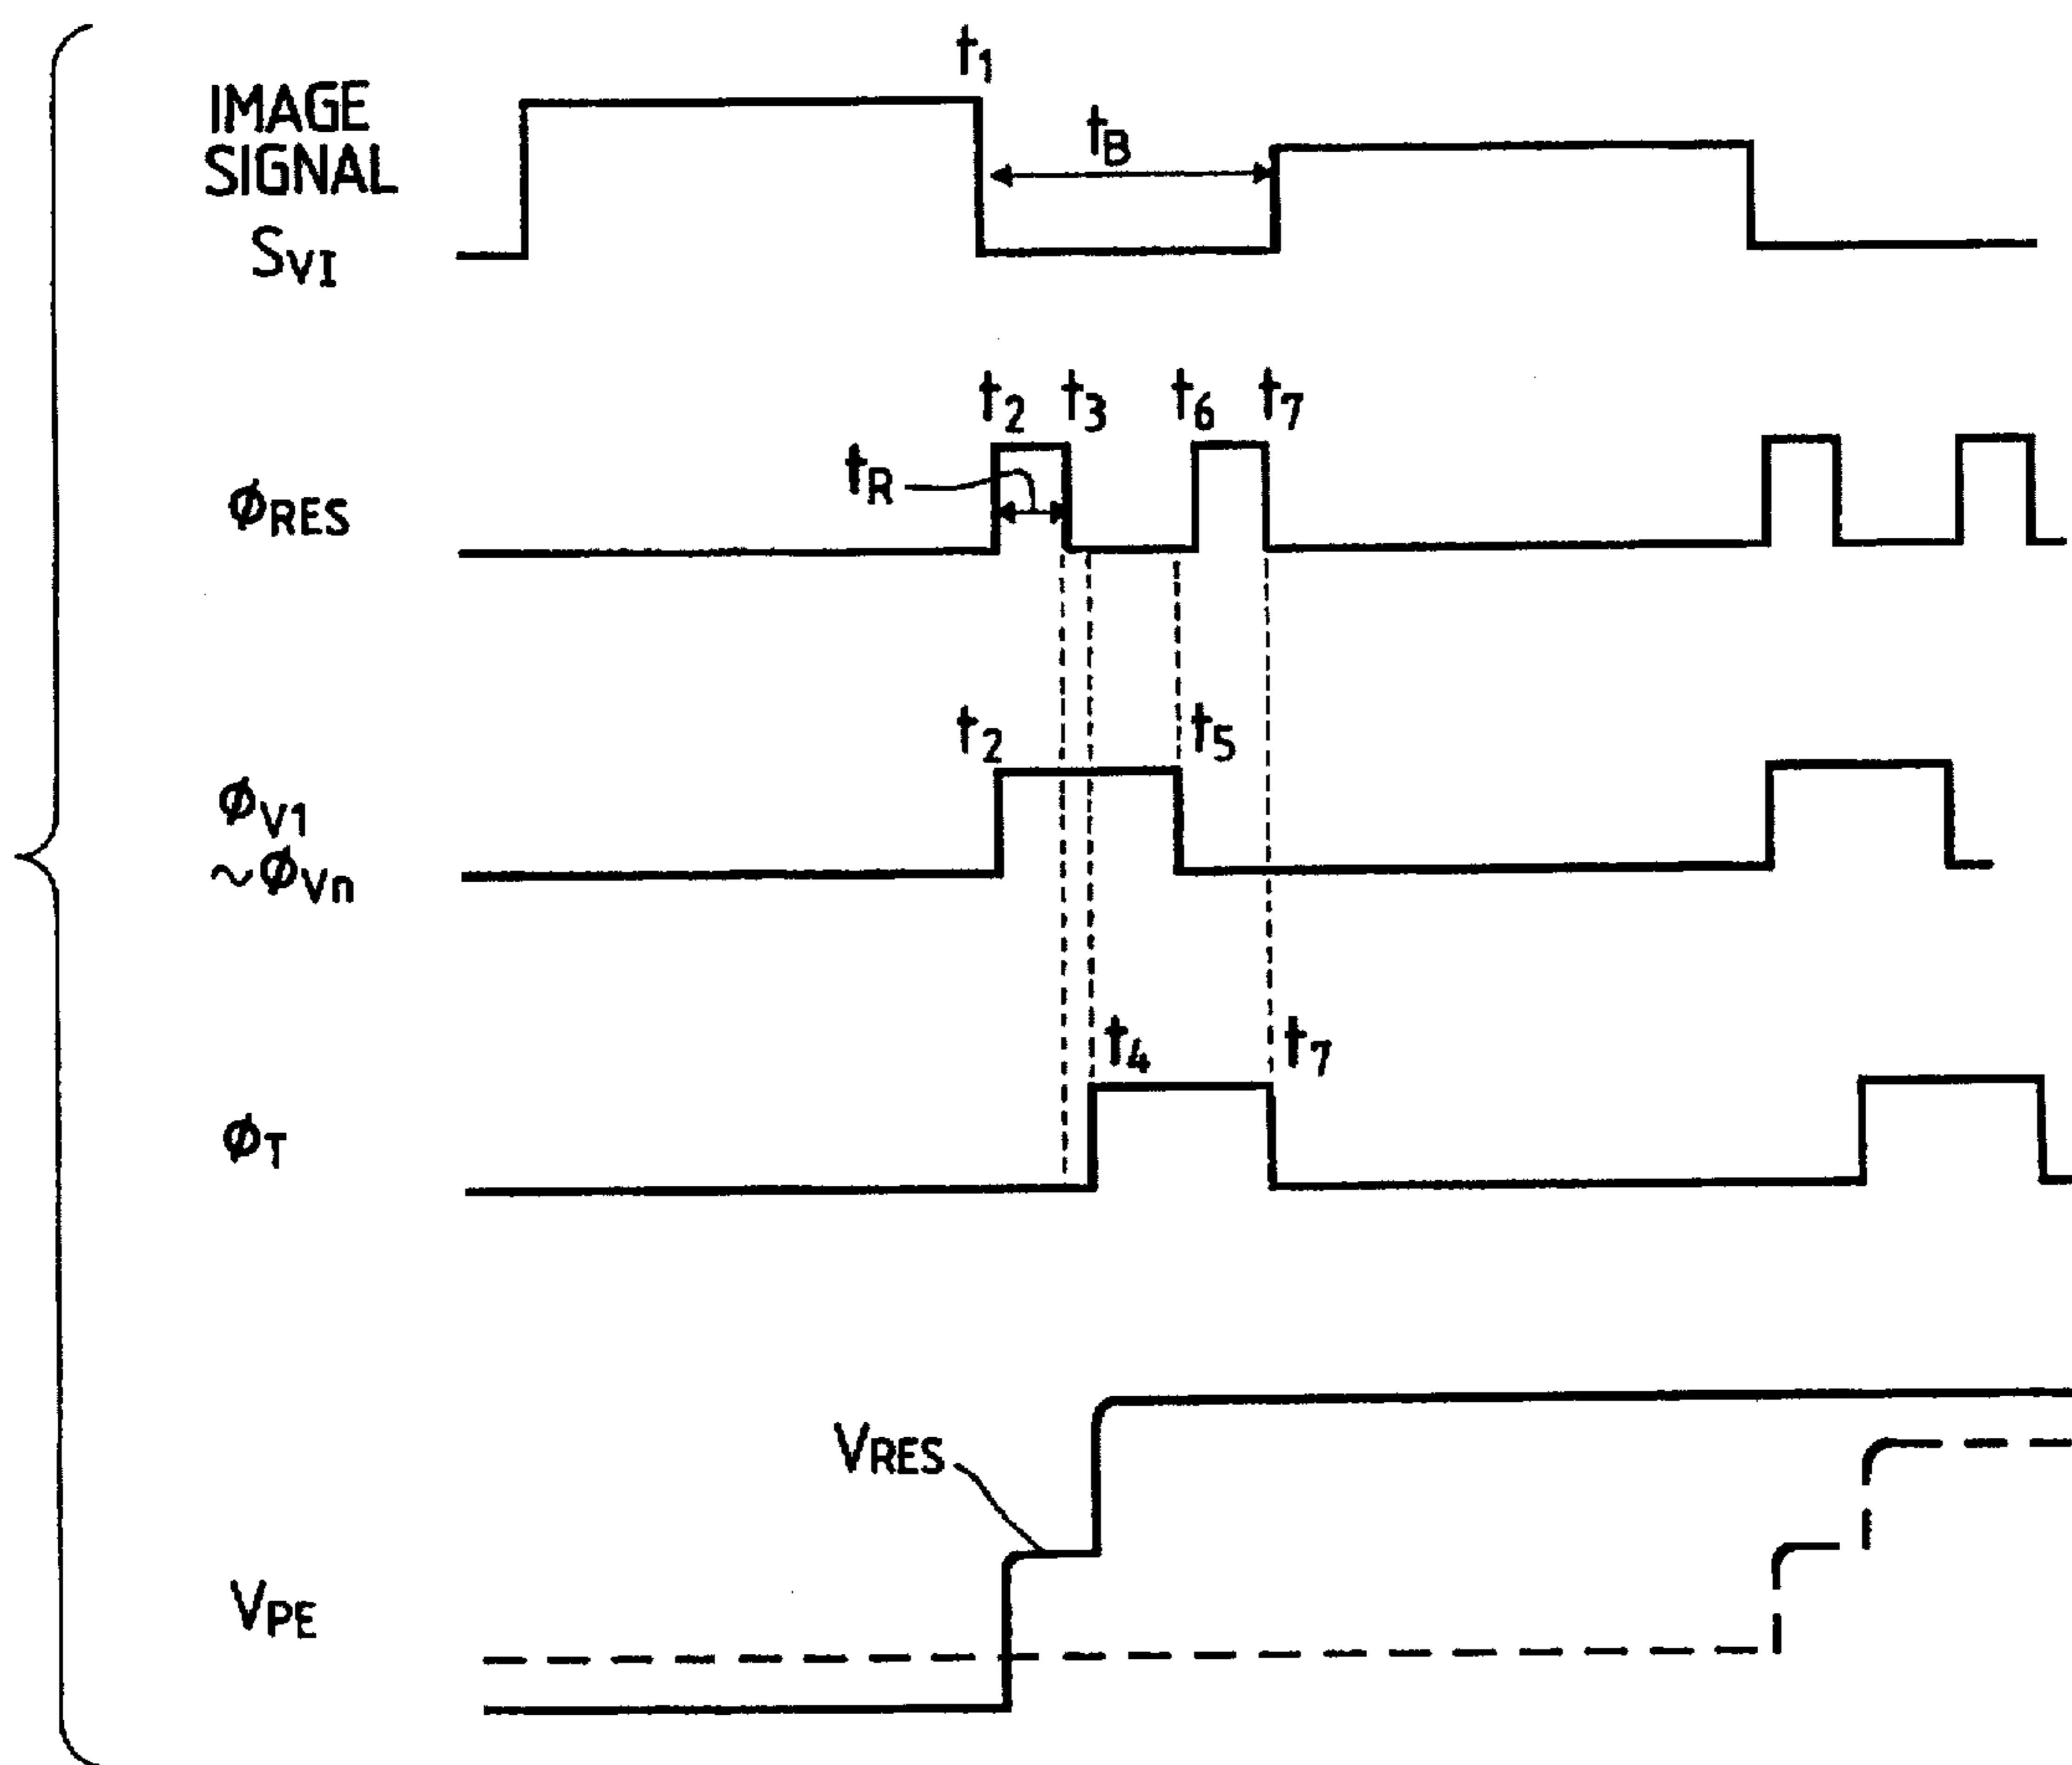 t1
IMAGE
SIGNAL
SVI
tB
t2 t3 t6 t7
tR
ϕRES
t2 t5
ϕV1
~ϕVn
t4 t7
ϕT
VRES
VPE